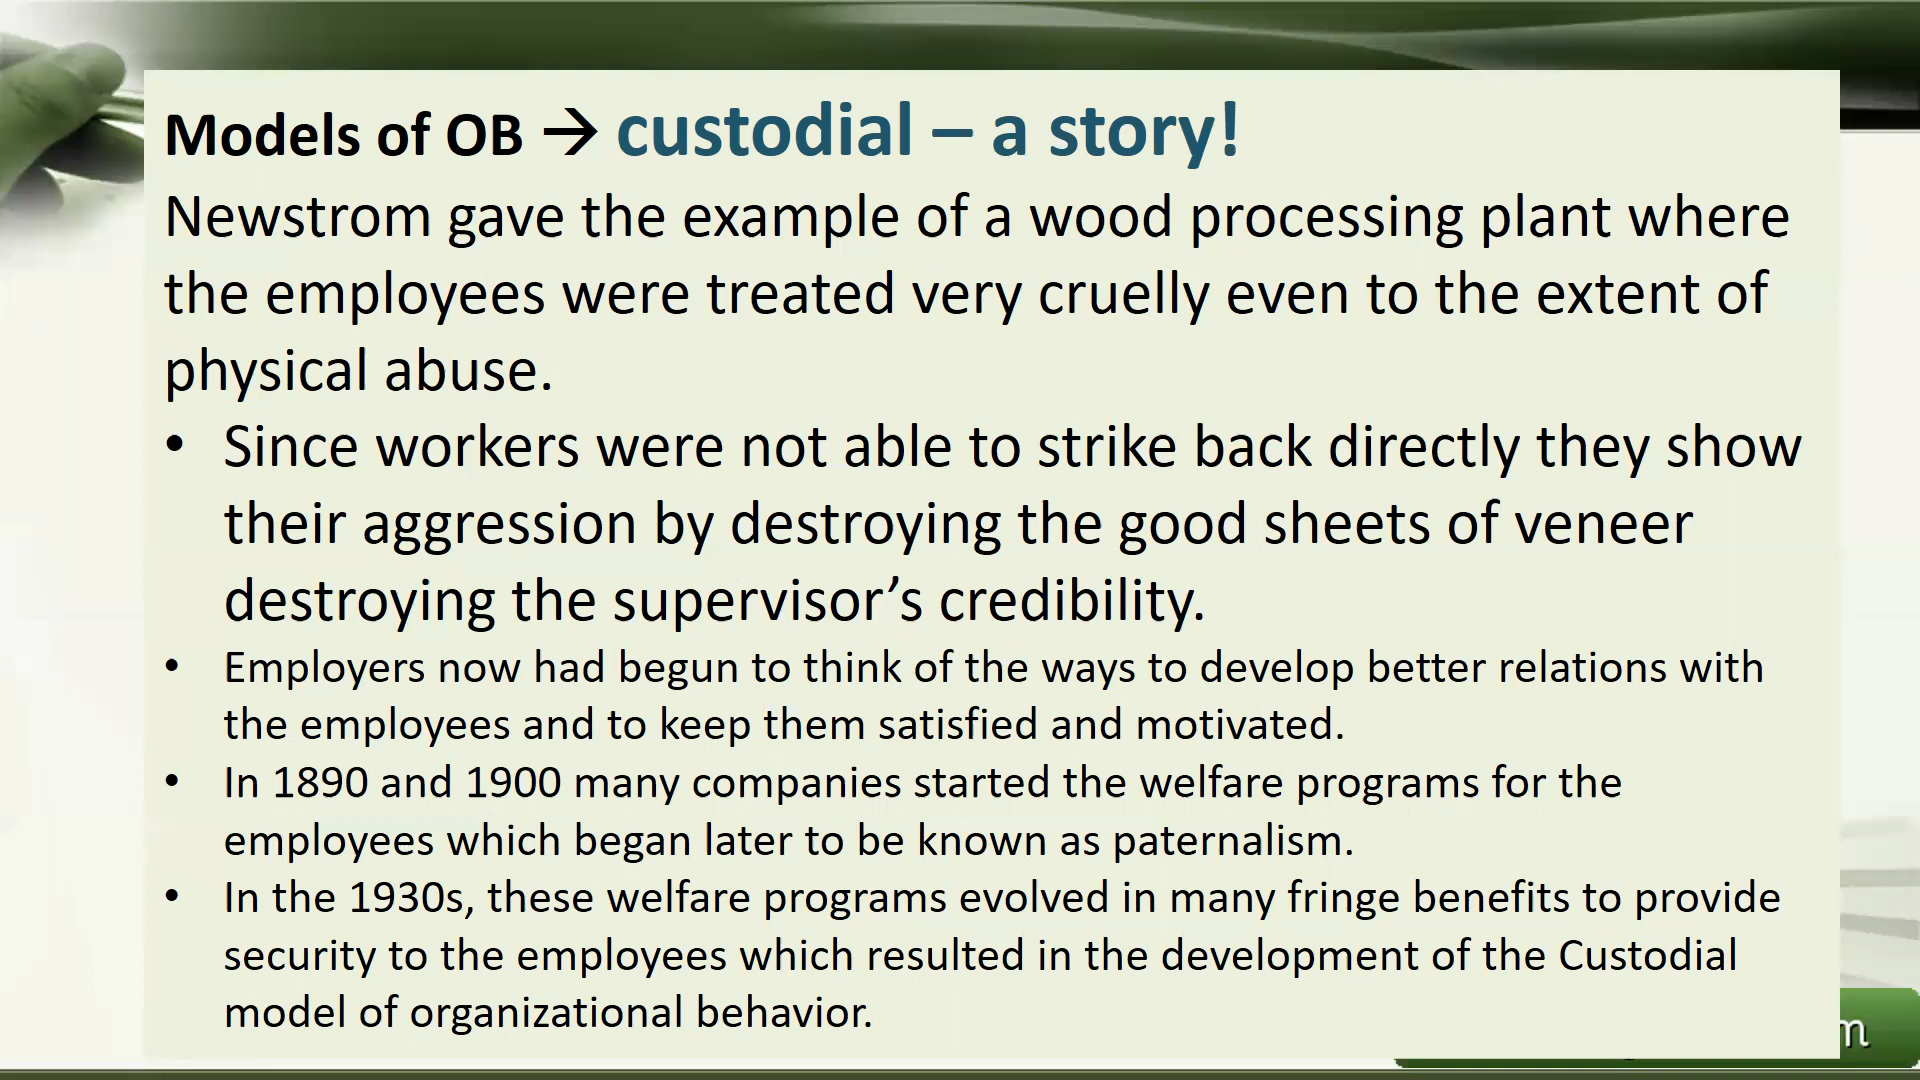 Models of OB → custodial – a story!
Newstrom gave the example of a wood processing plant where
the employees were treated very cruelly even to the extent of
physical abuse.
• Since workers were not able to strike back directly they show
their aggression by destroying the good sheets of veneer
destroying the supervisor’s credibility.
• Employers now had begun to think of the ways to develop better relations with
the employees and to keep them satisfied and motivated.
• In 1890 and 1900 many companies started the welfare programs for the
employees which began later to be known as paternalism.
• In the 1930s, these welfare programs evolved in many fringe benefits to provide
security to the employees which resulted in the development of the Custodial
model of organizational behavior.